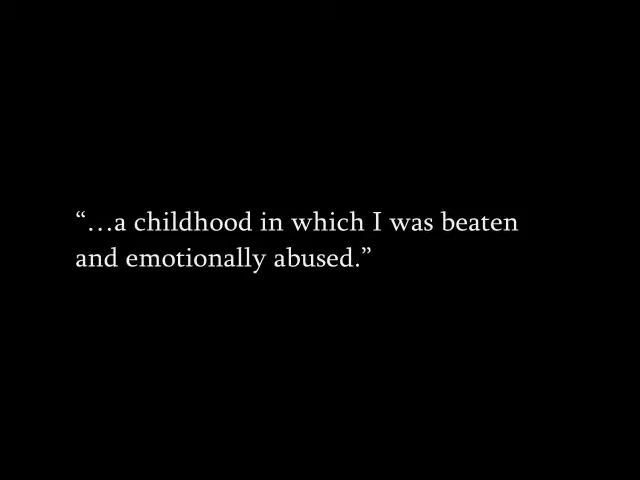 “…a childhood in which I was beaten
and emotionally abused.”